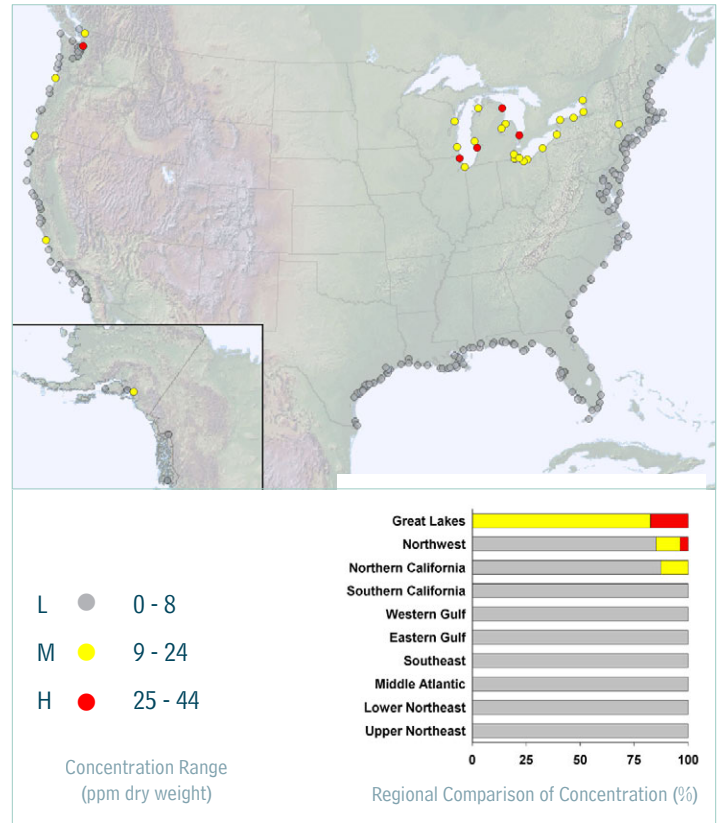 L 0 - 8
M 9 - 24
H 25 - 44
Concentration Range
(ppm dry weight)
Great Lakes
Northwest
Northern California
Southern California
Western Gulf
Eastern Gulf
Southeast
Middle Atlantic
Lower Northeast
Upper Northeast
0 25 50 75 100
Regional Comparison of Concentration (%)